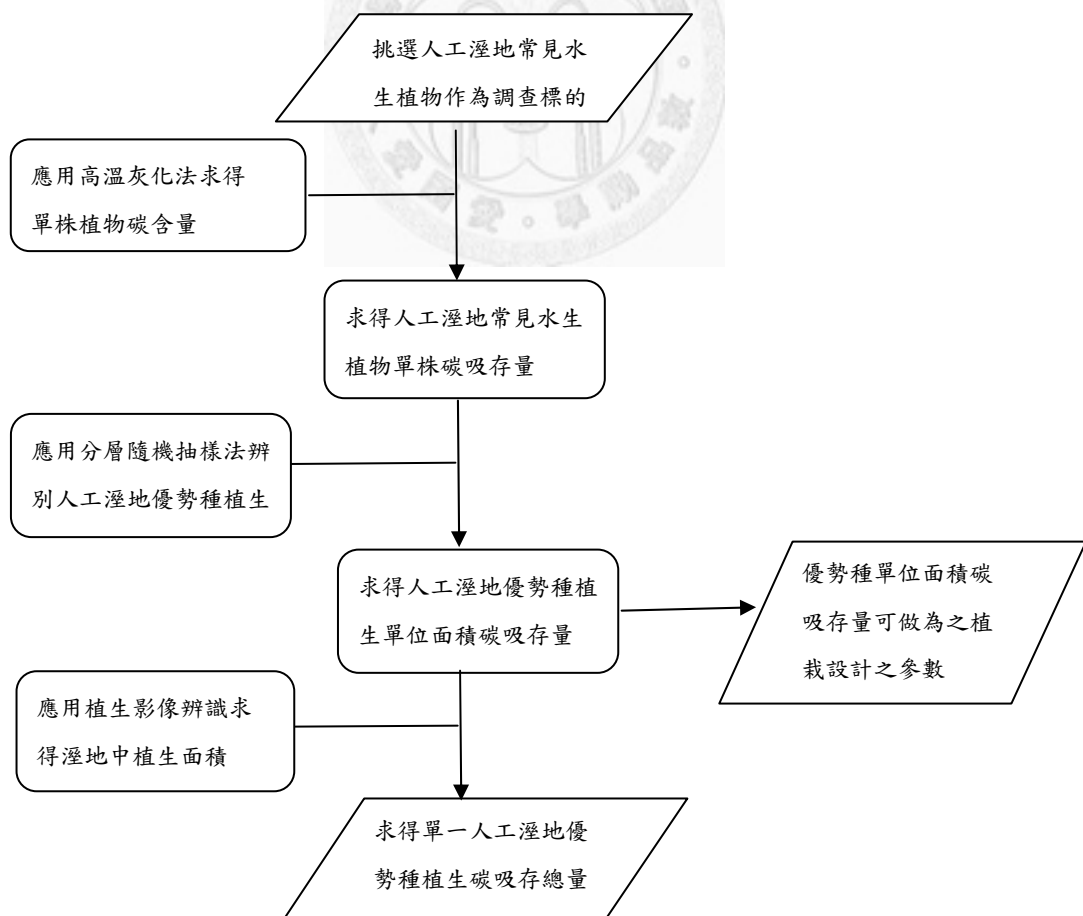 挑選人工溼地常見水
生植物作為調查標的
應用高溫灰化法求得
單株植物碳含量
求得人工溼地常見水生
植物單株碳吸存量
應用分層隨機抽樣法辨
別人工溼地優勢種植生
求得人工溼地優勢種植
生單位面積碳吸存量
優勢種單位面積碳
吸存量可做為之植
栽設計之參數
應用植生影像辨識求
得溼地中植生面積
求得單一人工溼地優
勢種植生碳吸存總量